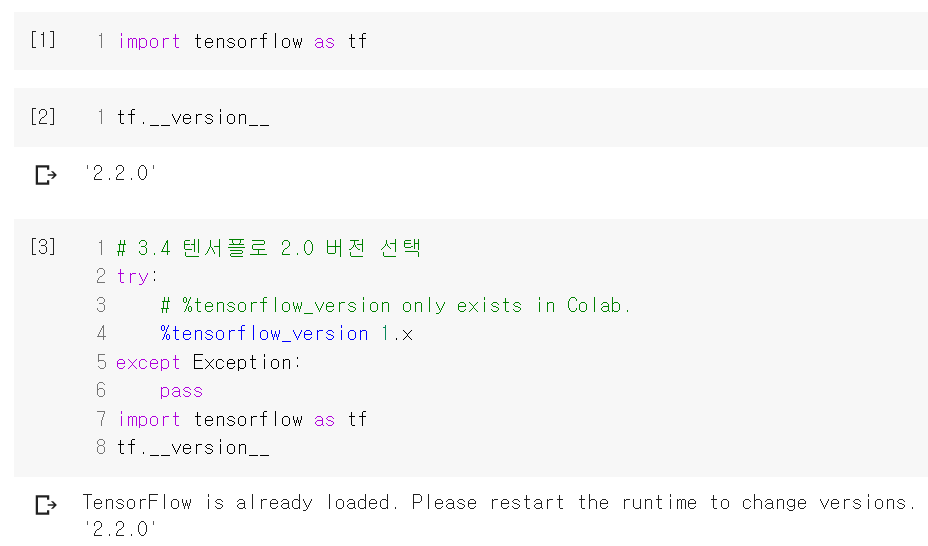 [1] 1 import tensorflow as tf
[2] 1 tf.__version__
'2.2.0'
[3] 1 # 3.4 텐서플로 2.0 버전 선택
2 try:
3 # %tensorflow_version only exists in Colab.
4 %tensorflow_version 1.x
5 except Exception:
6 pass
7 import tensorflow as tf
8 tf.__version__
TensorFlow is already loaded. Please restart the runtime to change versions.
'2.2.0'